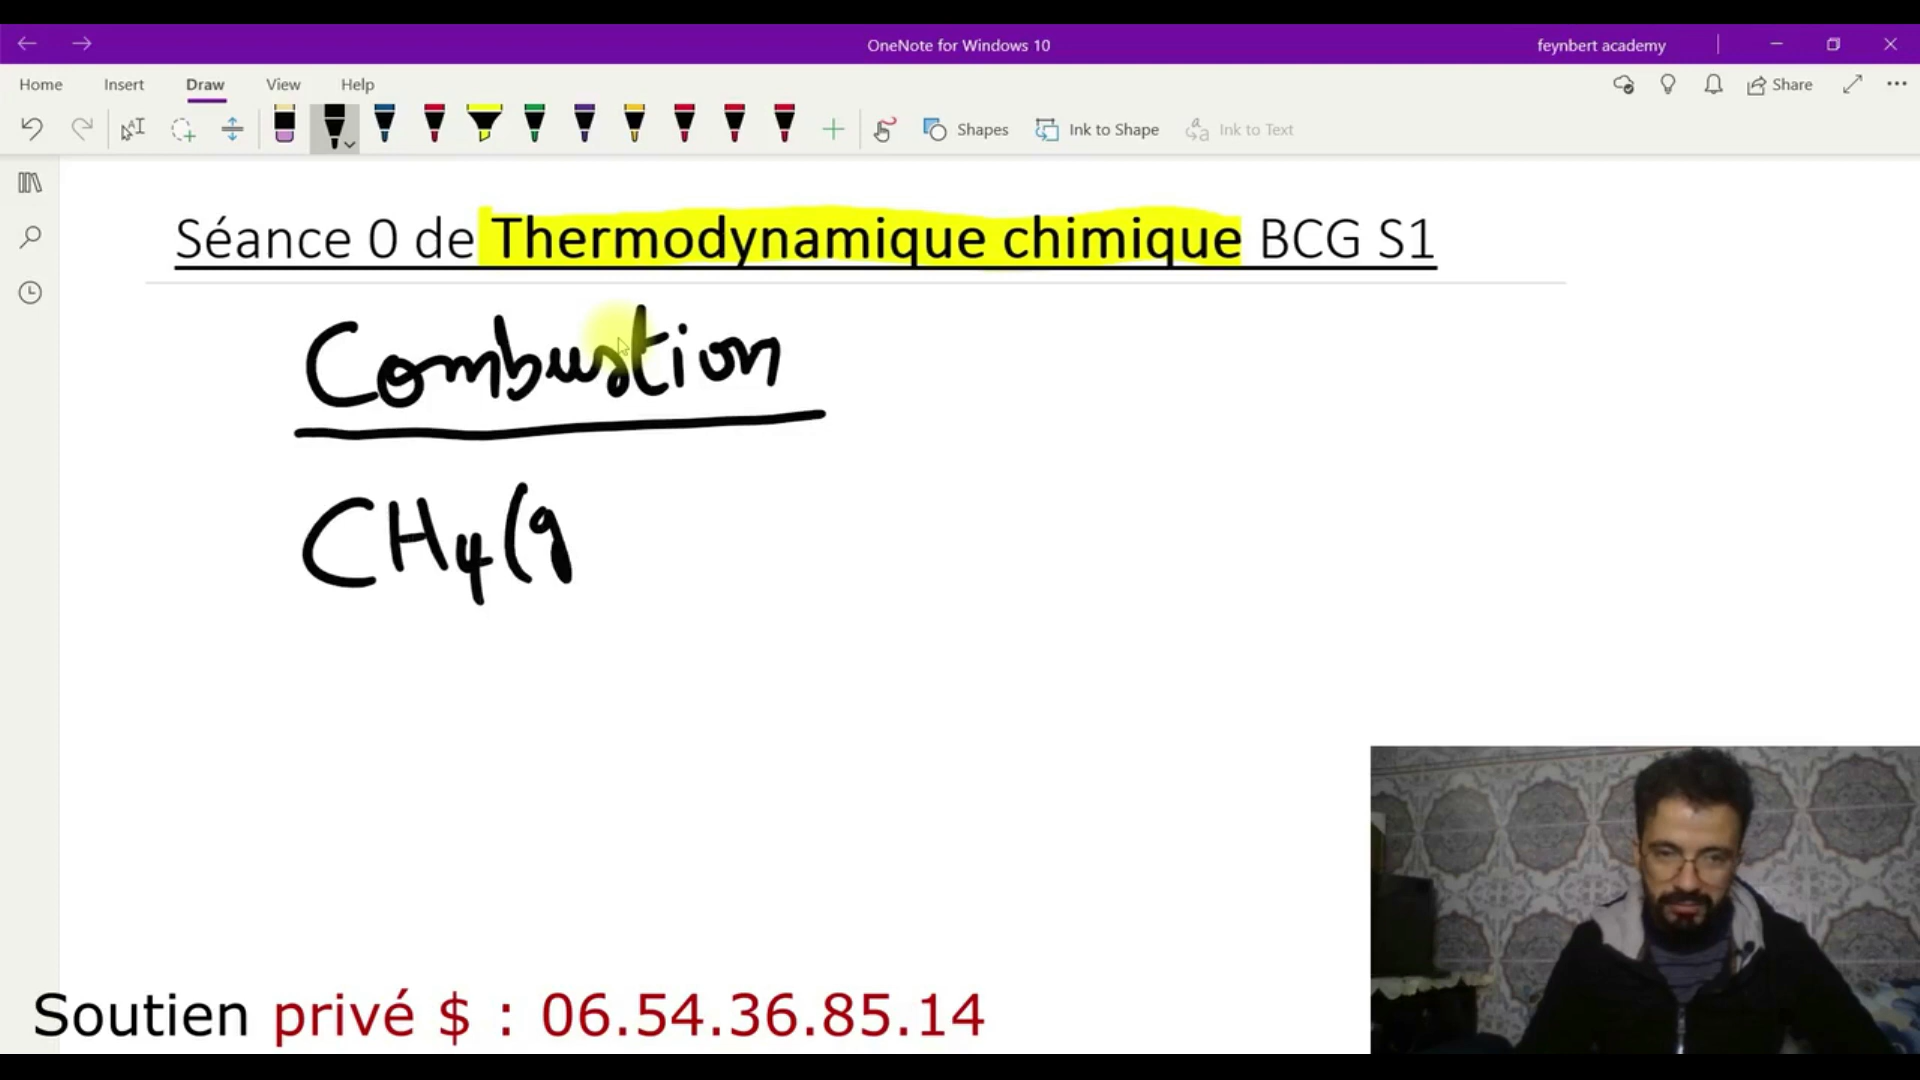 OneNote for Windows 10
feynbert academy
Home Insert Draw View Help
Share
Shapes Ink to Shape Ink to Text
Séance 0 de Thermodynamique chimique BCG S1
Combustion
CH4(g
Soutien privé $ : 06.54.36.85.14